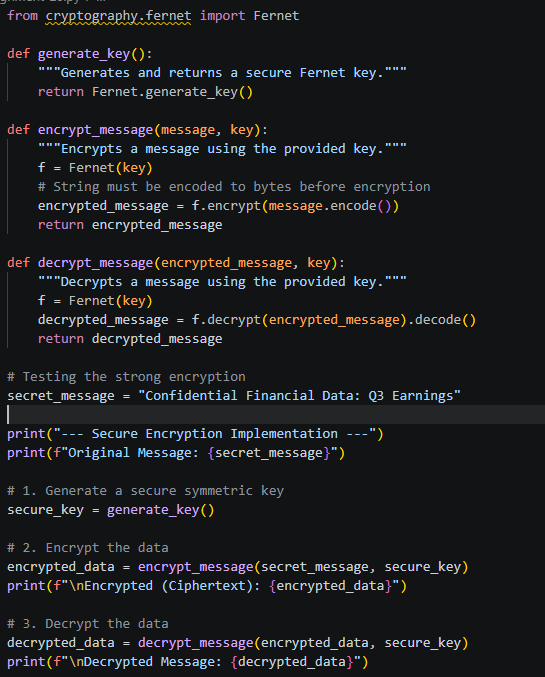 from cryptography.fernet import Fernet
def generate_key():
"""Generates and returns a secure Fernet key."""
return Fernet.generate_key()
def encrypt_message(message, key):
"""Encrypts a message using the provided key."""
f = Fernet(key)
# String must be encoded to bytes before encryption
encrypted_message = f.encrypt(message.encode())
return encrypted_message
def decrypt_message(encrypted_message, key):
"""Decrypts a message using the provided key."""
f = Fernet(key)
decrypted_message = f.decrypt(encrypted_message).decode()
return decrypted_message
# Testing the strong encryption
secret_message = "Confidential Financial Data: Q3 Earnings"
print("--- Secure Encryption Implementation ---")
print(f"Original Message: {secret_message}")
# 1. Generate a secure symmetric key
secure_key = generate_key()
# 2. Encrypt the data
encrypted_data = encrypt_message(secret_message, secure_key)
print(f"\nEncrypted (Ciphertext): {encrypted_data}")
# 3. Decrypt the data
decrypted_data = decrypt_message(encrypted_data, secure_key)
print(f"\nDecrypted Message: {decrypted_data}")